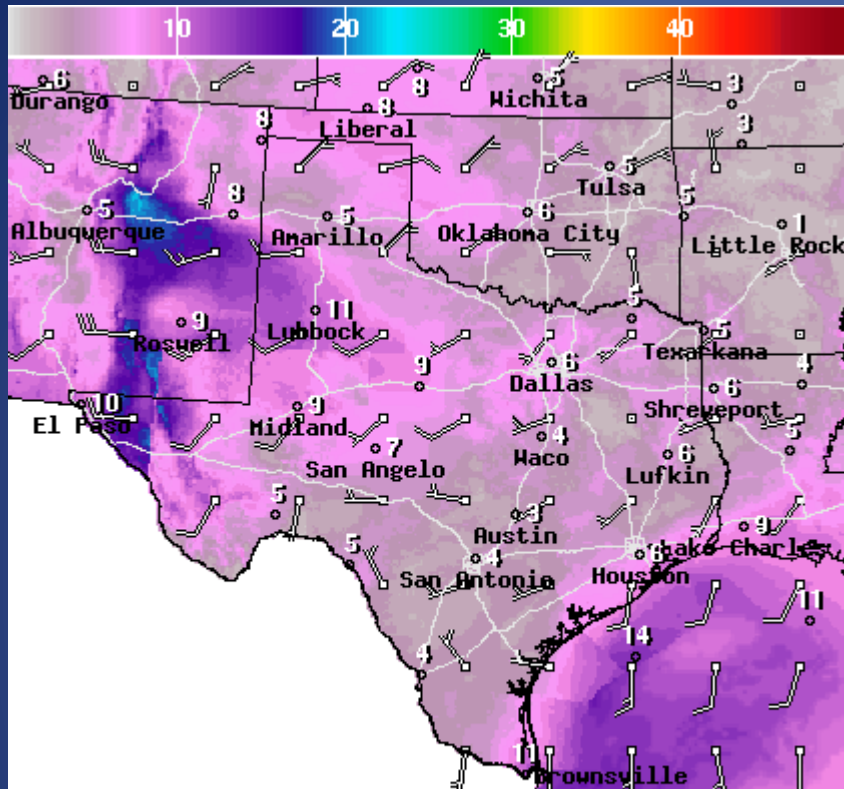 10 20 30 40
6 8 5 3
Durango Wichita
8
Liberal
8 3
5
Tulsa
5 8 5 6 5 1
Albuquerque Amarillo Oklahoma City Little Rock
9 11 5 5
Roswell Lubbock Texarkana
9 6 6 4
Dallas
10 9 Shreveport
El Paso Midland
7 4 6 5
San Angelo Waco Lufkin
5 3 9
Austin Lake Charles
5 4 6
San Antonio Houston
11
14
4
11
Brownsville